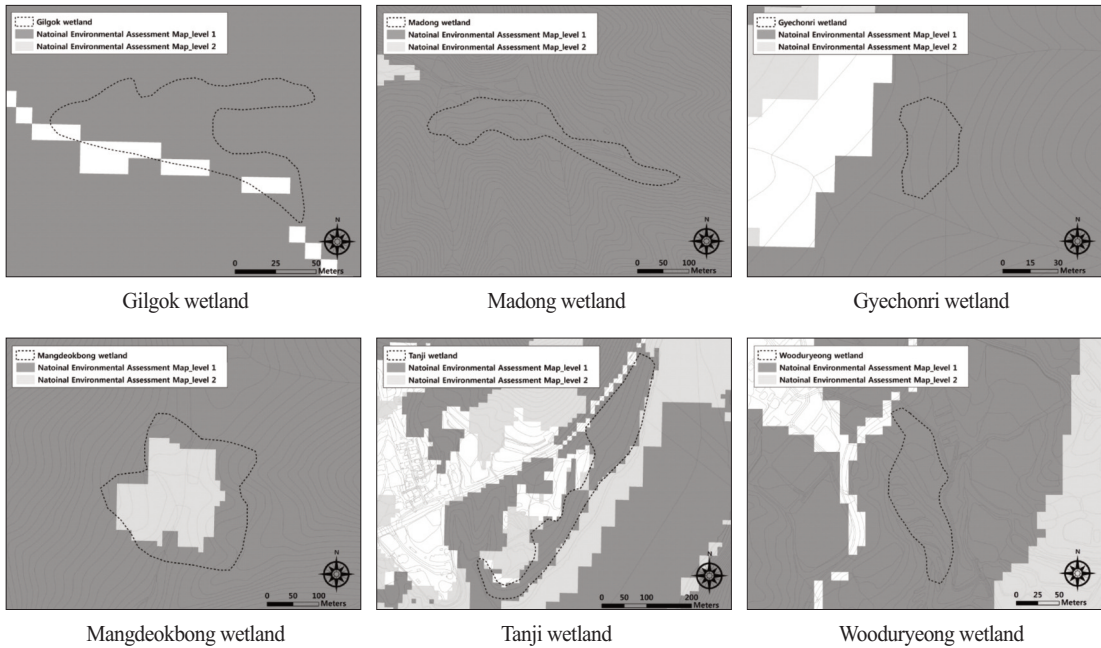 Gilgok wetland
Natoinal Environmental Assessment Map_level 1
Natoinal Environmental Assessment Map_level 2
N
0 25 50
Meters
Gilgok wetland
Madong wetland
Natoinal Environmental Assessment Map_level 1
Natoinal Environmental Assessment Map_level 2
N
0 50 100
Meters
Madong wetland
Gyechonri wetland
Natoinal Environmental Assessment Map_level 1
Natoinal Environmental Assessment Map_level 2
N
0 15 30
Meters
Gyechonri wetland
Mangdeokbong wetland
Natoinal Environmental Assessment Map_level 1
Natoinal Environmental Assessment Map_level 2
N
0 50 100
Meters
Mangdeokbong wetland
Tanji wetland
Natoinal Environmental Assessment Map_level 1
Natoinal Environmental Assessment Map_level 2
N
0 50 100 200
Meters
Tanji wetland
Wooduryeong wetland
Natoinal Environmental Assessment Map_level 1
Natoinal Environmental Assessment Map_level 2
N
0 25 50
Meters
Wooduryeong wetland